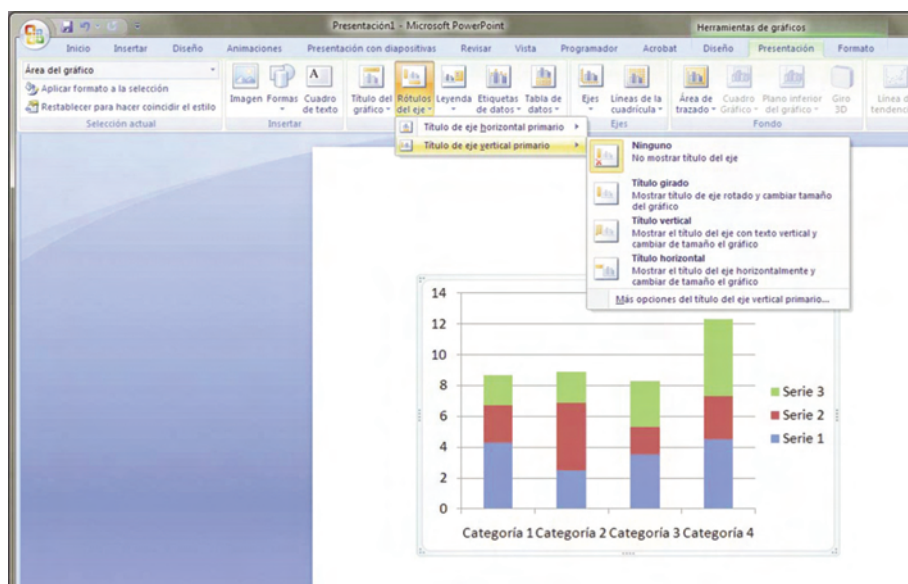 Presentación1 - Microsoft PowerPoint
Herramientas de gráficos
Inicio Insertar Diseño Animaciones Presentación con diapositivas Revisar Vista Programador Acrobat Diseño Presentación Formato
Área del gráfico
Aplicar formato a la selección
Restablecer para hacer coincidir el estilo
Selección actual
Imagen Formas Cuadro de texto
Insertar
Título del gráfico Rótulos del eje Leyenda Etiquetas de datos Tabla de datos
Ejes Líneas de la cuadrícula
Ejes
Área de trazado Cuadro Gráfico Plano inferior del gráfico Giro 3D
Fondo
Línea de tendencia
Título de eje horizontal primario
Título de eje vertical primario
Ninguno
No mostrar título del eje
Título girado
Mostrar título de eje rotado y cambiar tamaño
del gráfico
Título vertical
Mostrar el título del eje con texto vertical y
cambiar de tamaño el gráfico
Título horizontal
Mostrar el título del eje horizontalmente y
cambiar de tamaño el gráfico
Más opciones del título del eje vertical primario...
14
12
10
8
6
4
2
0
Categoría 1 Categoría 2 Categoría 3 Categoría 4
Serie 3
Serie 2
Serie 1